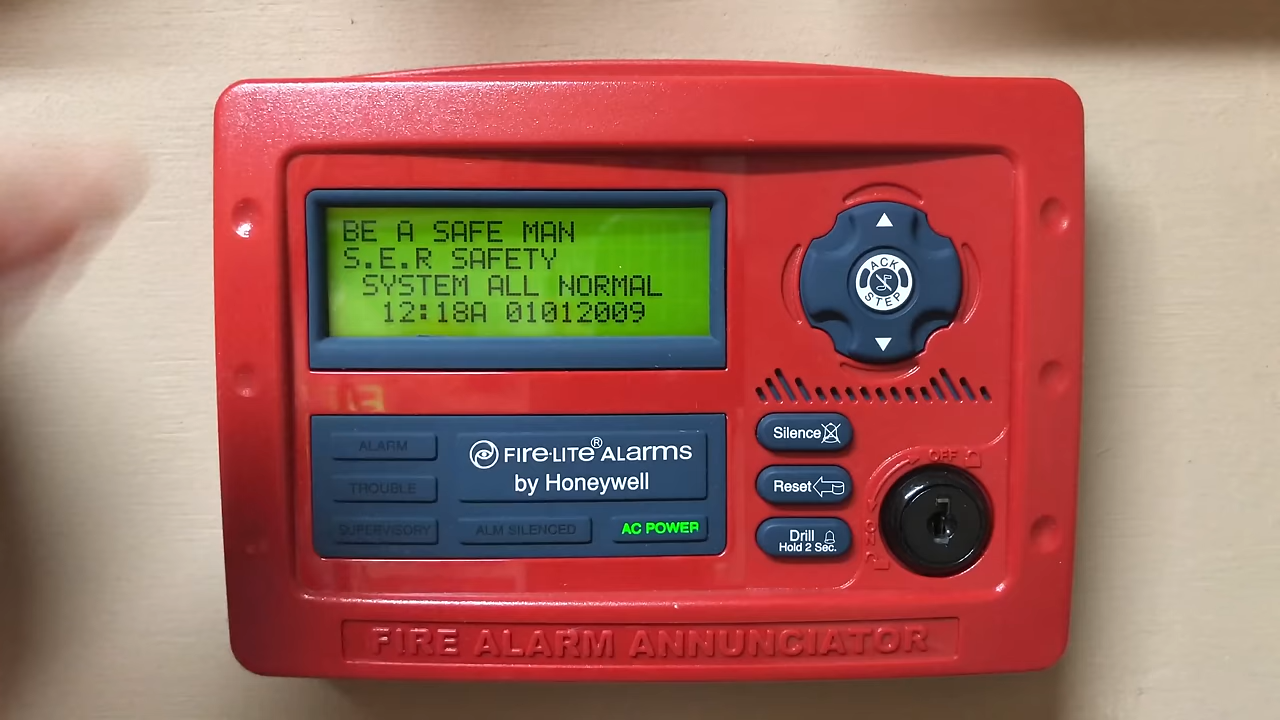 BE A SAFE MAN
S.E.R SAFETY
SYSTEM ALL NORMAL
12:18A 01012009
ACK
STEP
ALARM
TROUBLE
SUPERVISORY
ALM SILENCED
AC POWER
FIRE-LITE® ALARMS
by Honeywell
Silence
Reset
Drill
Hold 2 Sec.
OFF
ON
FIRE ALARM ANNUNCIATOR